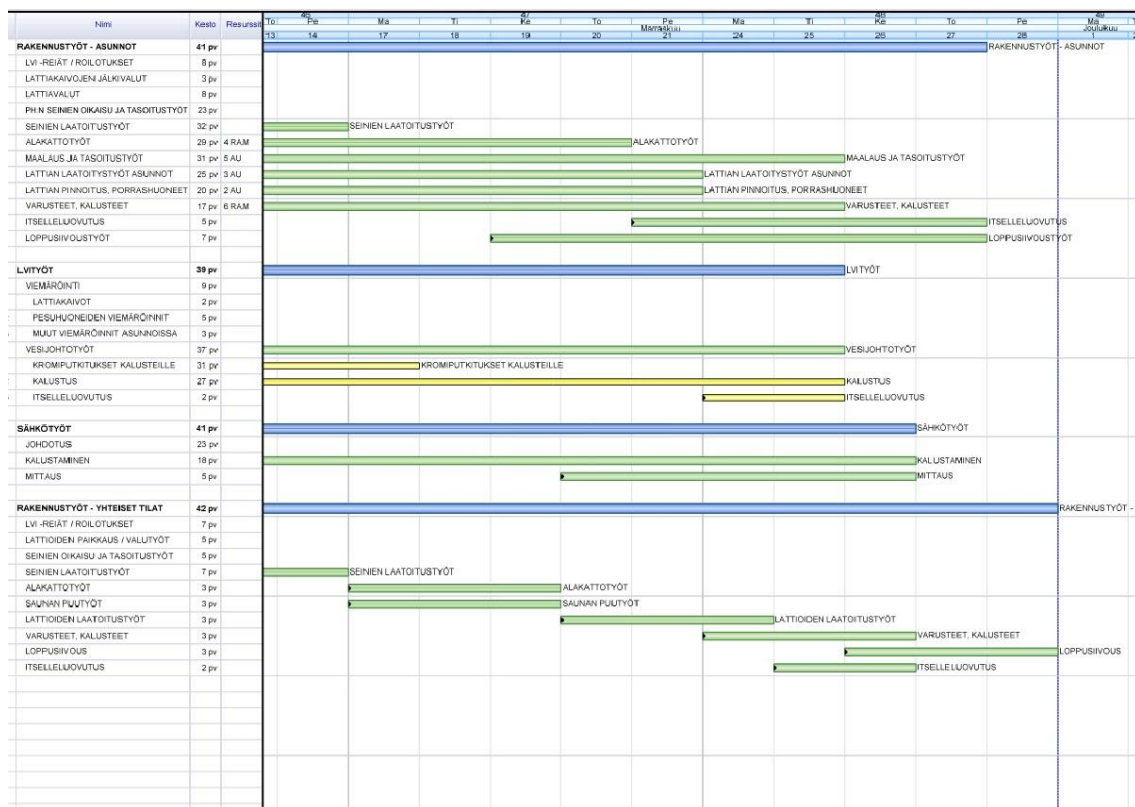 Nimi Kesto Resurssit
46 47 48 49
To Pe Ma Ti Ke To Pe Ma Ti Ke To Pe Ma
Marraskuu Joulukuu
13 14 17 18 19 20 21 24 25 26 27 28 1
RAKENNUSTYÖT - ASUNNOT 41 pv RAKENNUSTYÖT - ASUNNOT
LVI -REIÄT / ROILOTUKSET 8 pv
LATTIAKAIVOJENI JÄLKIVALUT 3 pv
LATTIAVALUT 8 pv
PH:N SEINIEN OIKAISU JA TASOITUSTYÖT 23 pv
SEINIEN LAATOITUSTYÖT 32 pv SEINIEN LAATOITUSTYÖT
ALAKATTOTYÖT 29 pv 4 RAM ALAKATTOTYÖT
MAALAUS JA TASOITUSTYÖT 31 pv 5 AU MAALAUS JA TASOITUSTYÖT
LATTIAN LAATOITYSTYÖT ASUNNOT 25 pv 3 AU LATTIAN LAATOITYSTYÖT ASUNNOT
LATTIAN PINNOITUS, PORRASHUONEET 20 pv 2 AU LATTIAN PINNOITUS, PORRASHUONEET
VARUSTEET, KALUSTEET 17 pv 6 RAM VARUSTEET, KALUSTEET
ITSELLELUOVUTUS 5 pv ITSELLELUOVUTUS
LOPPUSIIVOUSTYÖT 7 pv LOPPUSIIVOUSTYÖT
LVITYÖT 39 pv LVITYÖT
VIEMÄRÖINTI 9 pv
LATTIAKAIVOT 2 pv
PESUHUONEIDEN VIEMÄRÖINNIT 5 pv
MUUT VIEMÄRÖINNIT ASUNNOISSA 3 pv
VESIJOHTOTYÖT 37 pv VESIJOHTOTYÖT
KROMIPUTKITUKSET KALUSTEILLE 31 pv KROMIPUTKITUKSET KALUSTEILLE
KALUSTUS 27 pv KALUSTUS
ITSELLELUOVUTUS 2 pv ITSELLELUOVUTUS
SÄHKÖTYÖT 41 pv SÄHKÖTYÖT
JOHDOTUS 23 pv
KALUSTAMINEN 18 pv KALUSTAMINEN
MITTAUS 5 pv MITTAUS
RAKENNUSTYÖT - YHTEISET TILAT 42 pv RAKENNUSTYÖT -
LVI -REIÄT / ROILOTUKSET 7 pv
LATTIOIDEN PAIKKAUS / VALUTYÖT 5 pv
SEINIEN OIKAISU JA TASOITUSTYÖT 5 pv
SEINIEN LAATOITUSTYÖT 7 pv SEINIEN LAATOITUSTYÖT
ALAKATTOTYÖT 3 pv ALAKATTOTYÖT
SAUNAN PUUTYÖT 3 pv SAUNAN PUUTYÖT
LATTIOIDEN LAATOITUSTYÖT 3 pv LATTIOIDEN LAATOITUSTYÖT
VARUSTEET, KALUSTEET 3 pv VARUSTEET, KALUSTEET
LOPPUSIIVOUS 3 pv LOPPUSIIVOUS
ITSELLELUOVUTUS 2 pv ITSELLELUOVUTUS